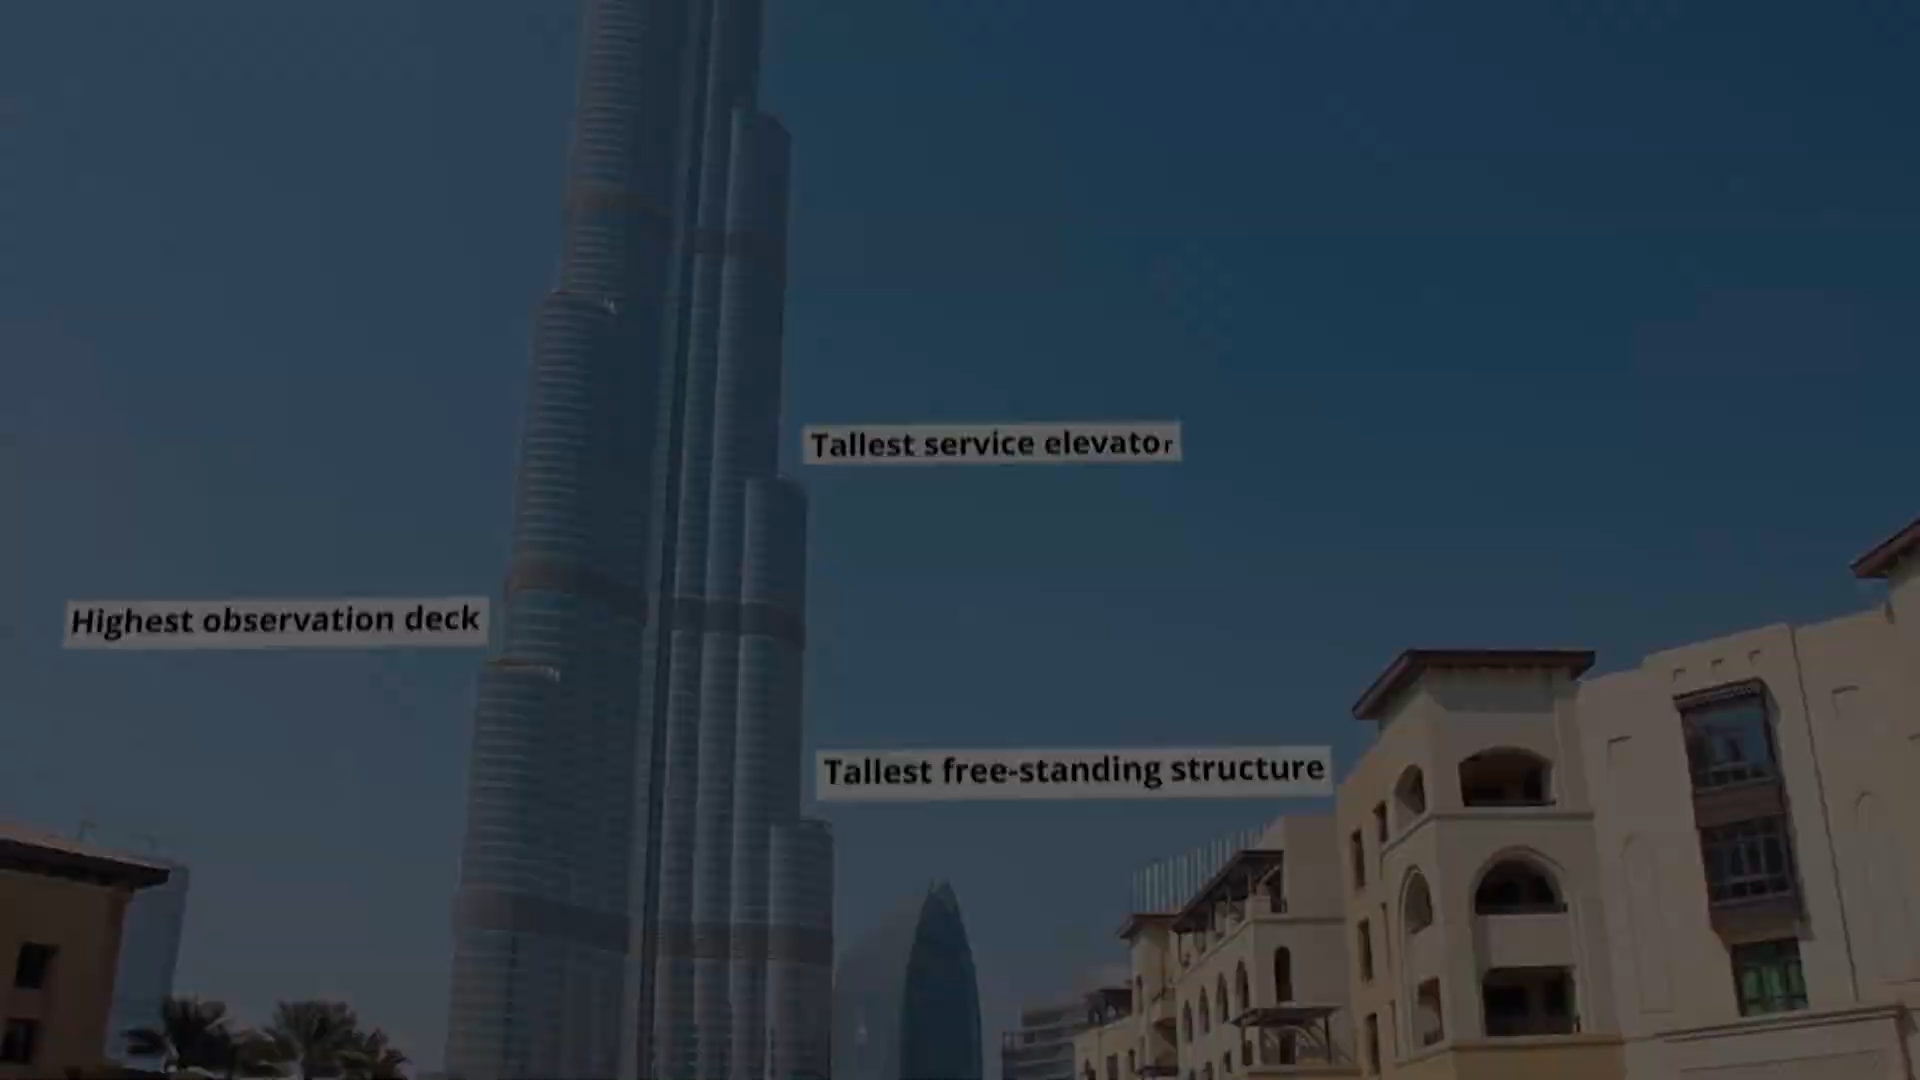 Tallest service elevator
Highest observation deck
Tallest free-standing structure